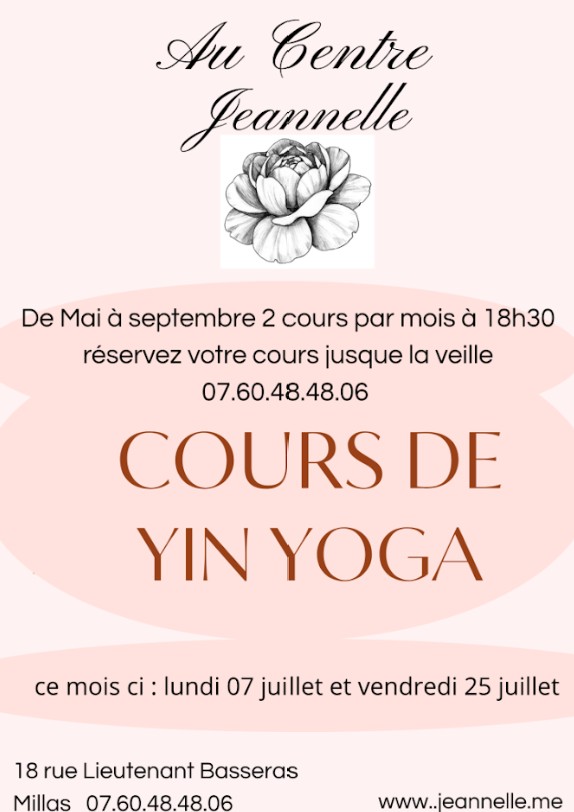 Au Centre
Jeannelle
De Mai à septembre 2 cours par mois à 18h30
réservez votre cours jusque la veille
07.60.48.48.06
COURS DE
YIN YOGA
ce mois ci : lundi 07 juillet et vendredi 25 juillet
18 rue Lieutenant Basseras
Millas 07.60.48.48.06
www..jeannelle.me